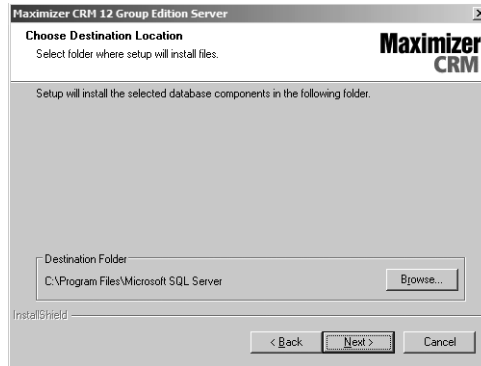 Maximizer CRM 12 Group Edition Server
Choose Destination Location
Select folder where setup will install files.
Maximizer
CRM
Setup will install the selected database components in the following folder.
Destination Folder
C:\Program Files\Microsoft SQL Server
Browse...
InstallShield
< Back
Next >
Cancel